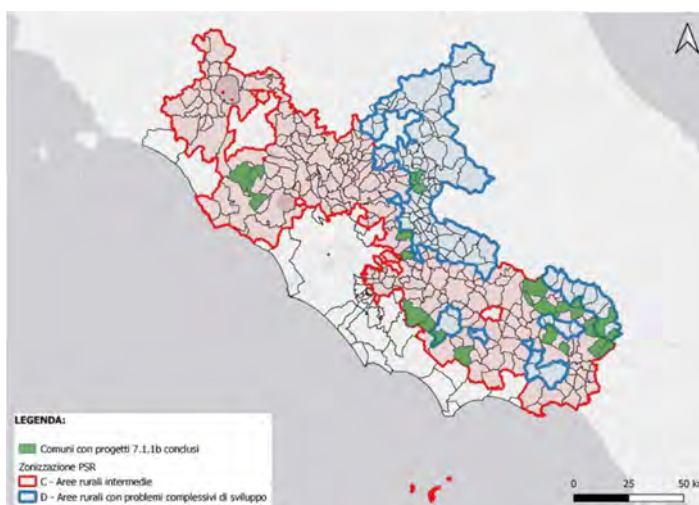 LEGENDA:
Comuni con progetti 7.1.1b conclusi
Zonizzazione PSR
C - Aree rurali intermedie
D - Aree rurali con problemi complessivi di sviluppo
0 25 50 km